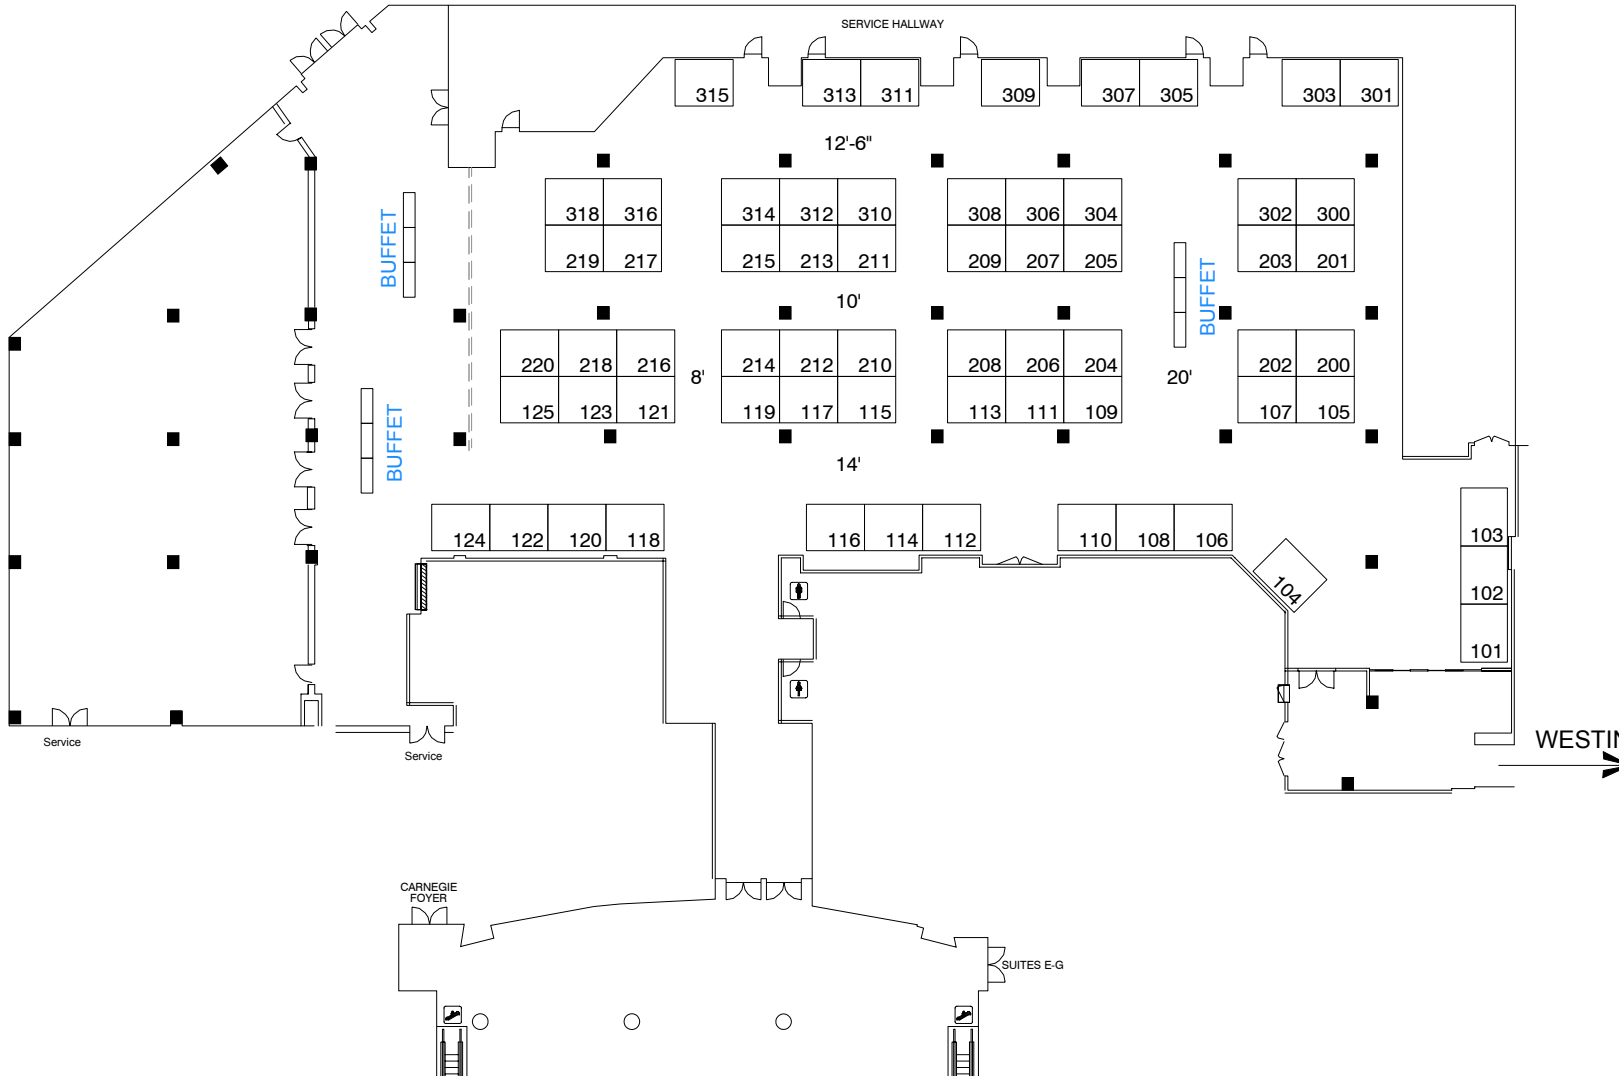 SERVICE HALLWAY
315 313 311 309 307 305 303 301
12'-6"
318 316 314 312 310 308 306 304 302 300
BUFFET
219 217 215 213 211 209 207 205 203 201
BUFFET
10'
220 218 216 214 212 210 208 206 204 202 200
8'
20'
125 123 121 119 117 115 113 111 109 107 105
BUFFET
14'
124 122 120 118 116 114 112 110 108 106
103
104
102
101
Service
Service
WESTIN
CARNEGIE
FOYER
SUITES E-G